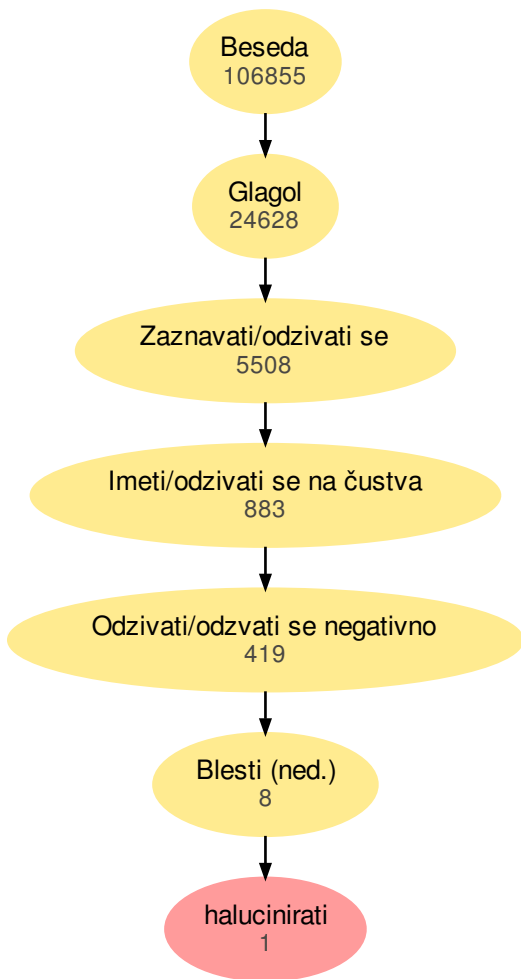 Beseda
106855
Glagol
24628
Zaznavati/odzivati se
5508
Imeti/odzivati se na čustva
883
Odzivati/odzvati se negativno
419
Blesti (ned.)
8
halucinirati
1